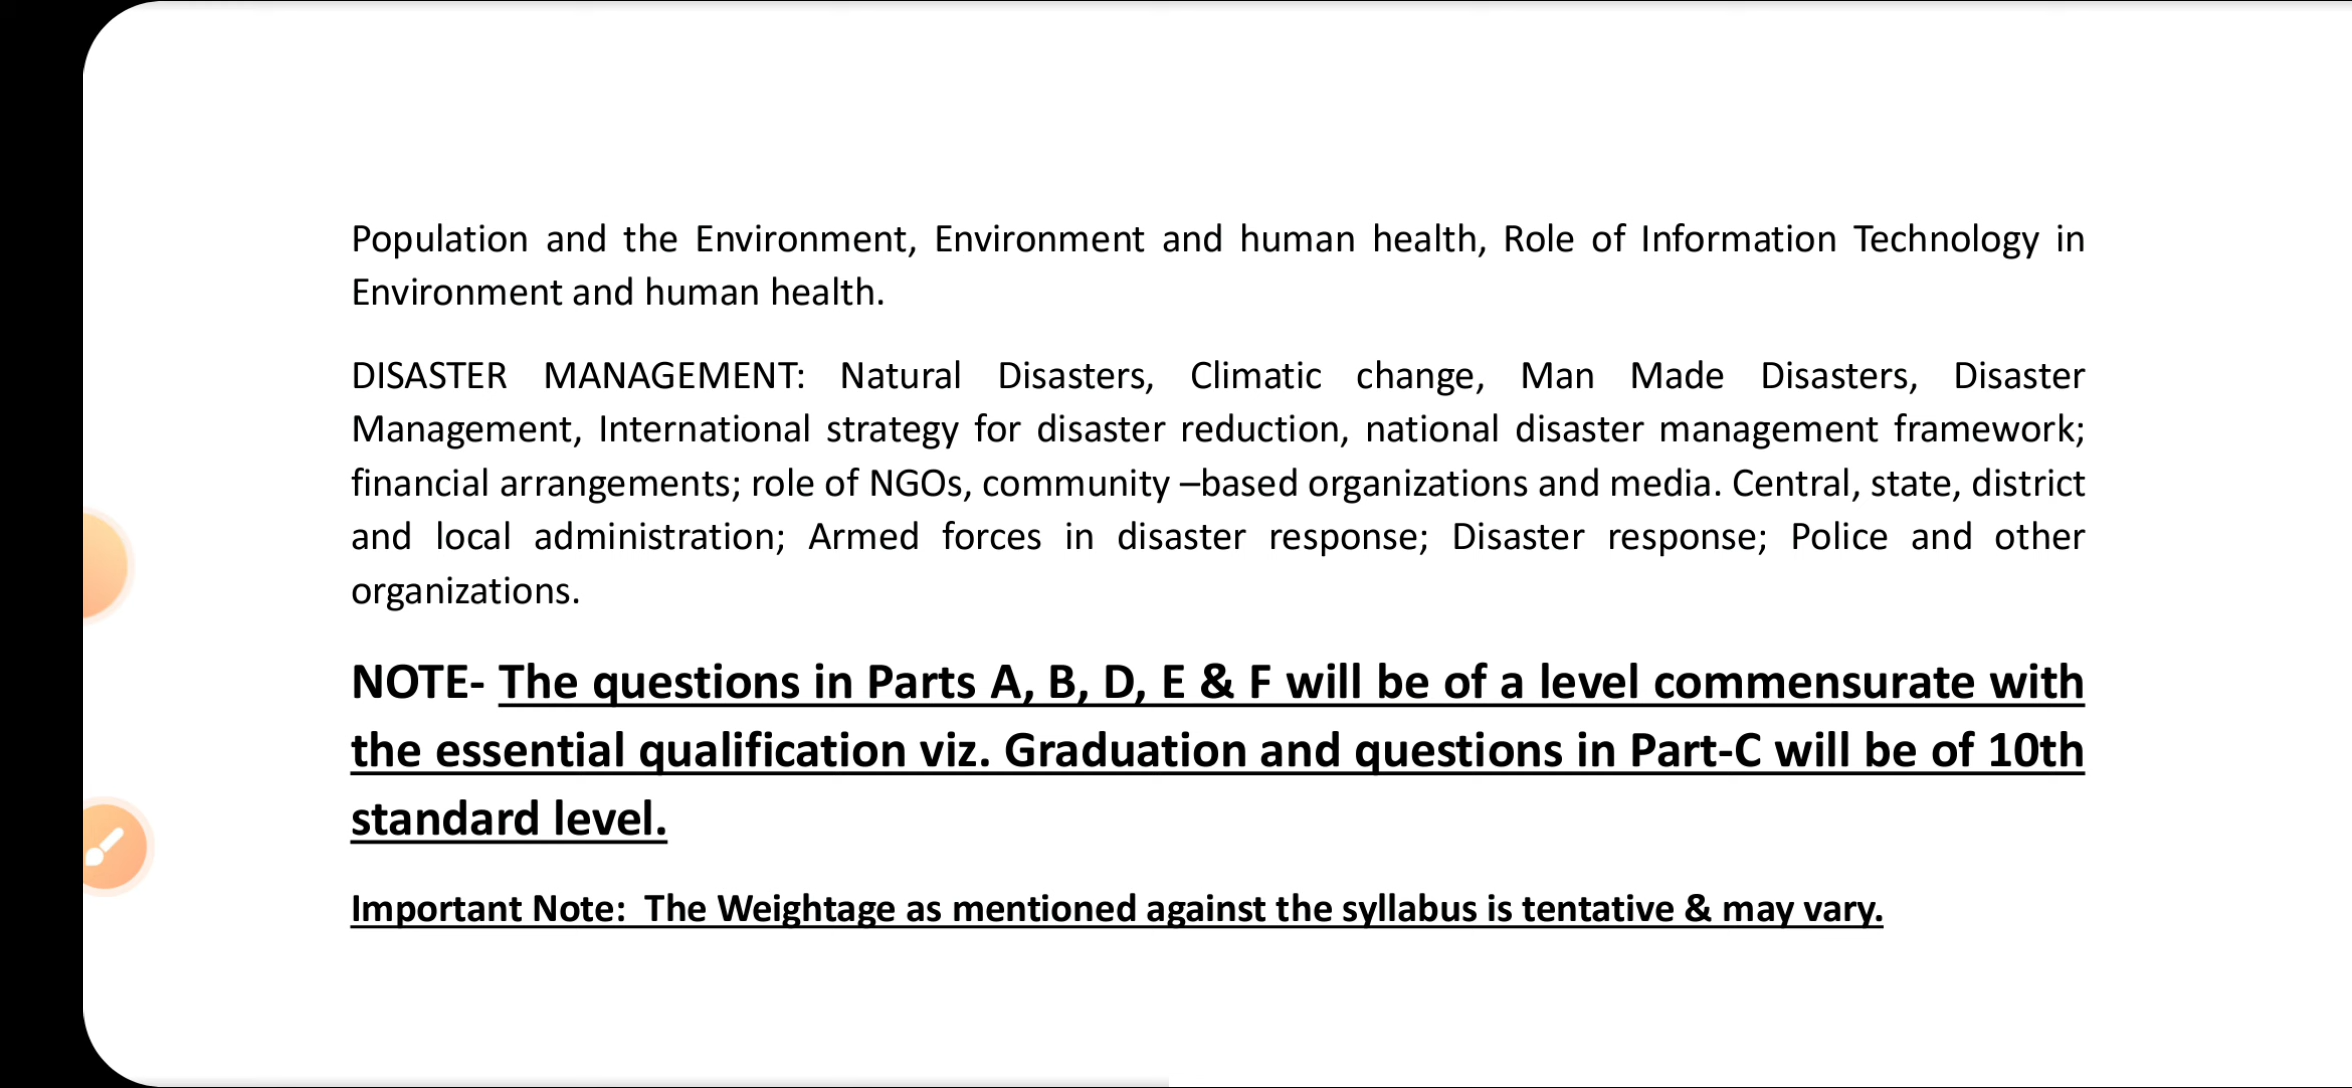 Population and the Environment, Environment and human health, Role of Information Technology in
Environment and human health.
DISASTER MANAGEMENT: Natural Disasters, Climatic change, Man Made Disasters, Disaster
Management, International strategy for disaster reduction, national disaster management framework;
financial arrangements; role of NGOs, community –based organizations and media. Central, state, district
and local administration; Armed forces in disaster response; Disaster response; Police and other
organizations.
NOTE- The questions in Parts A, B, D, E & F will be of a level commensurate with
the essential qualification viz. Graduation and questions in Part-C will be of 10th
standard level.
Important Note: The Weightage as mentioned against the syllabus is tentative & may vary.